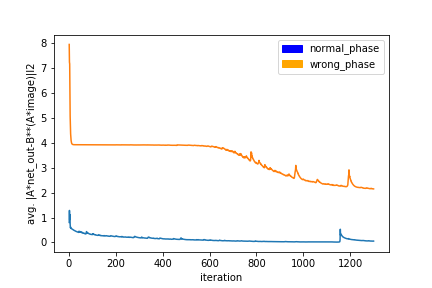 8
7
6
5
4
3
2
1
0
avg. |A*net_out-B**(A*image)|l2
normal_phase
wrong_phase
0 200 400 600 800 1000 1200
iteration